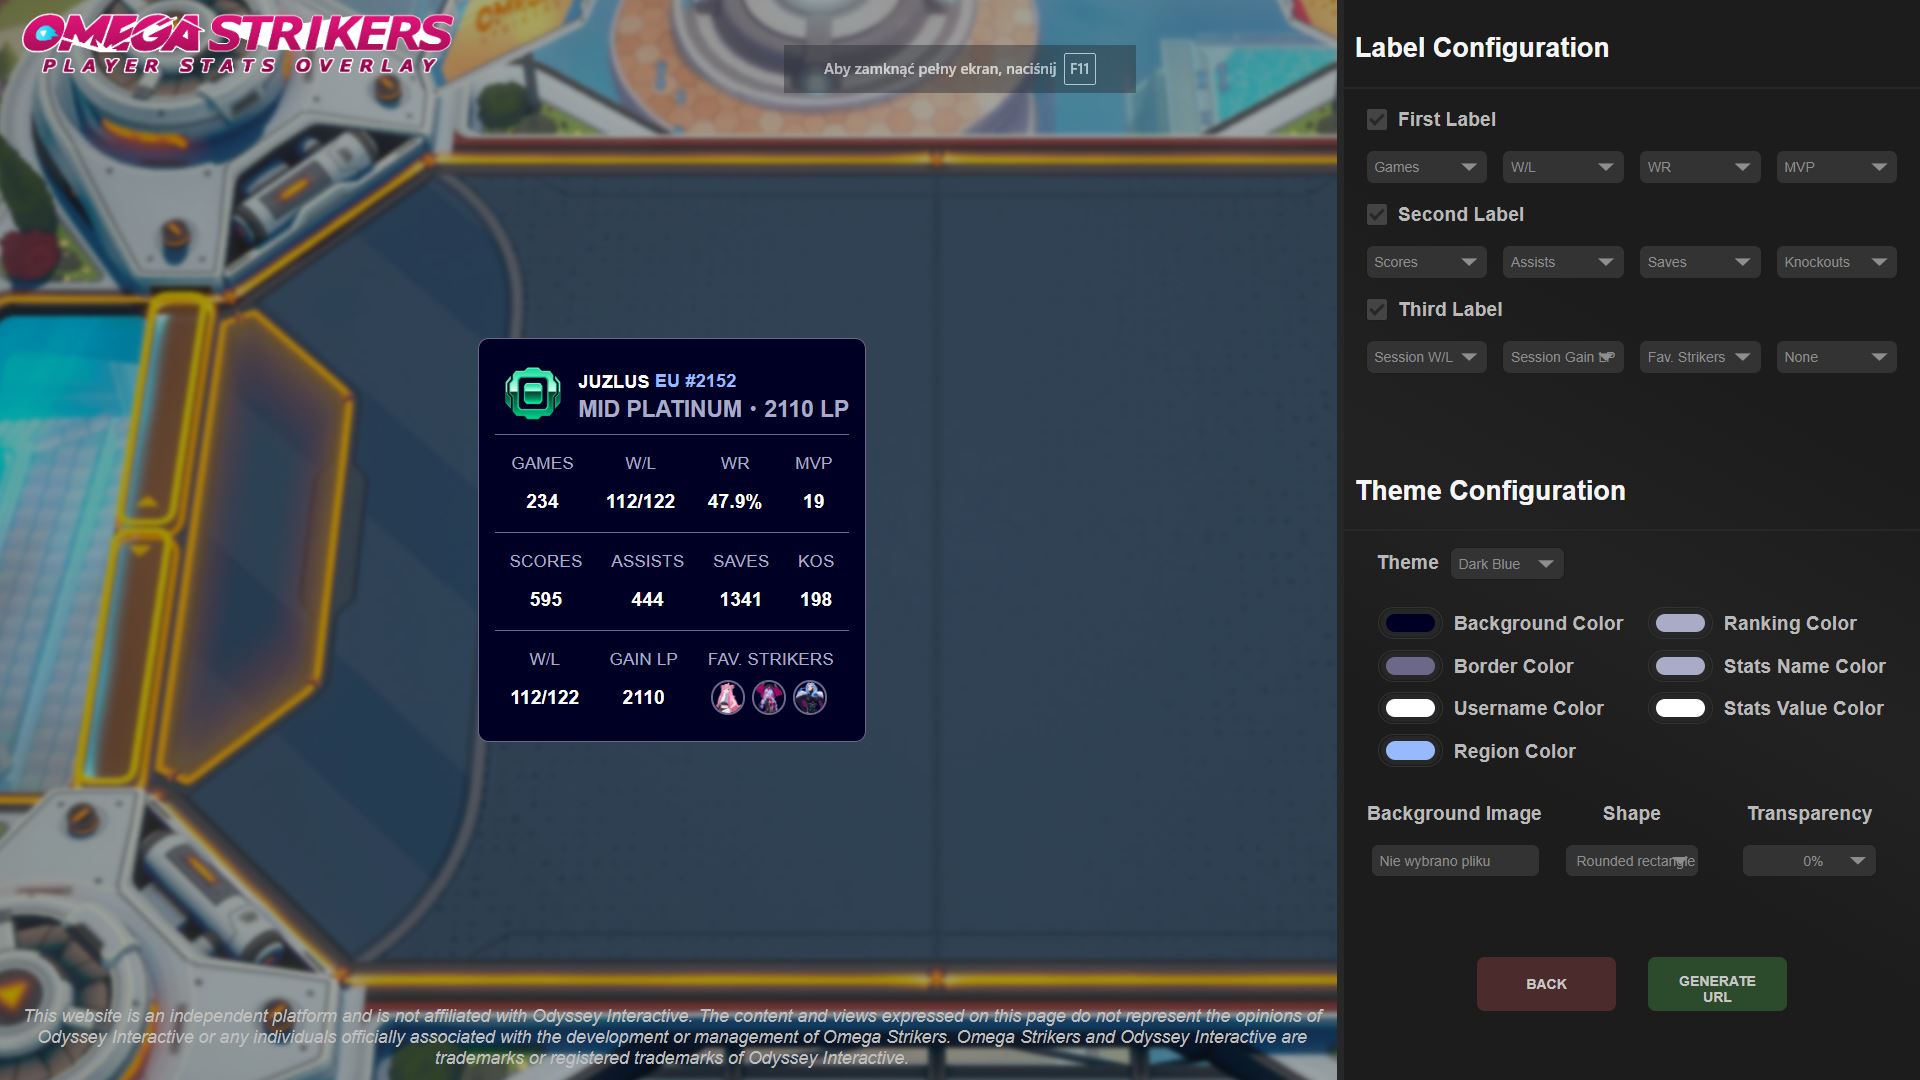 OMEGA STRIKERS
PLAYER STATS OVERLAY
Aby zamknąć pełny ekran, naciśnij F11
JUZLUS EU #2152
MID PLATINUM • 2110 LP
GAMES W/L WR MVP
234 112/122 47.9% 19
SCORES ASSISTS SAVES KOS
595 444 1341 198
W/L GAIN LP FAV. STRIKERS
112/122 2110
This website is an independent platform and is not affiliated with Odyssey Interactive. The content and views expressed on this page do not represent the opinions of
Odyssey Interactive or any individuals officially associated with the development or management of Omega Strikers. Omega Strikers and Odyssey Interactive are
trademarks or registered trademarks of Odyssey Interactive.
Label Configuration
First Label
Games W/L WR MVP
Second Label
Scores Assists Saves Knockouts
Third Label
Session W/L Session Gain LP Fav. Strikers None
Theme Configuration
Theme Dark Blue
Background Color Ranking Color
Border Color Stats Name Color
Username Color Stats Value Color
Region Color
Background Image Shape Transparency
Nie wybrano pliku Rounded rectangle 0%
BACK GENERATE
URL